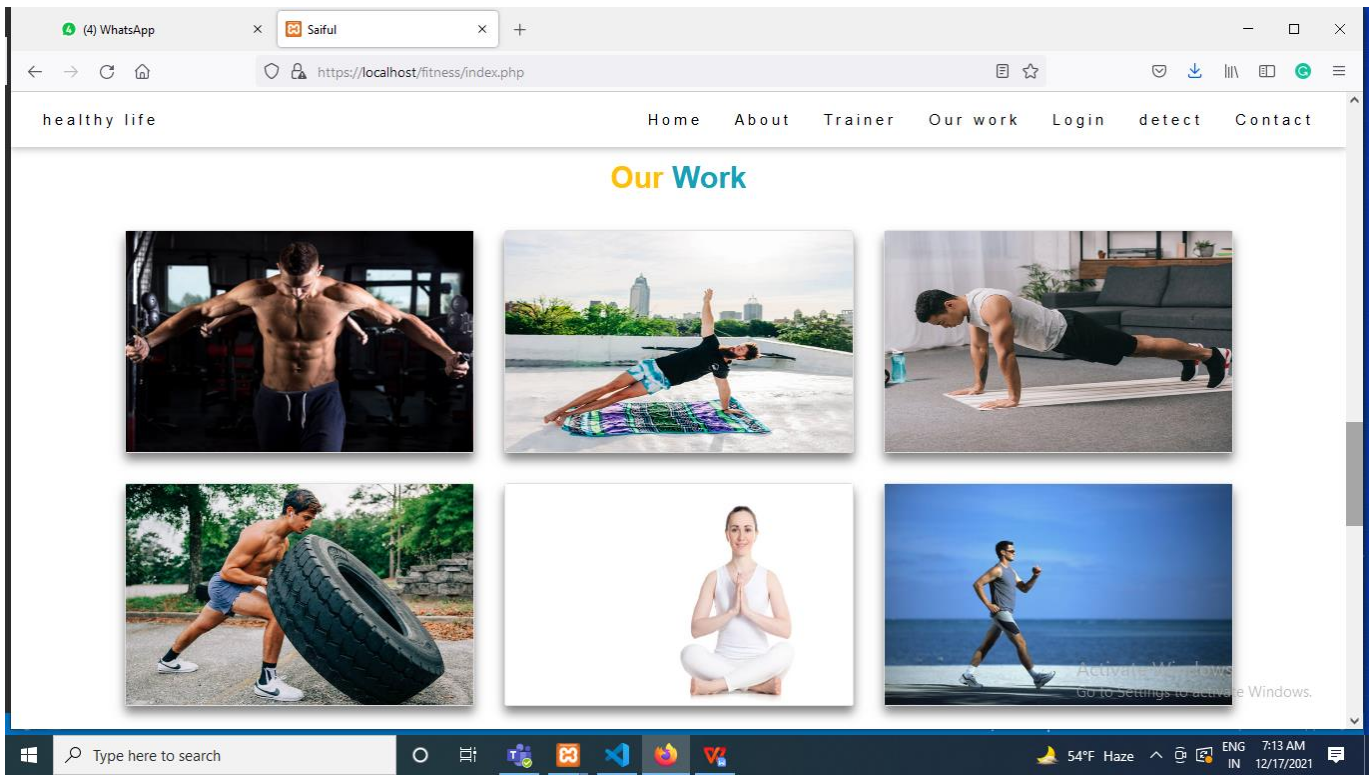 (4) WhatsApp
Saiful
https://localhost/fitness/index.php
healthy life
Home About Trainer Our work Login detect Contact
Our Work
Activate Windows
Go to Settings to activate Windows.
Type here to search
54°F Haze
ENG 7:13 AM
IN 12/17/2021